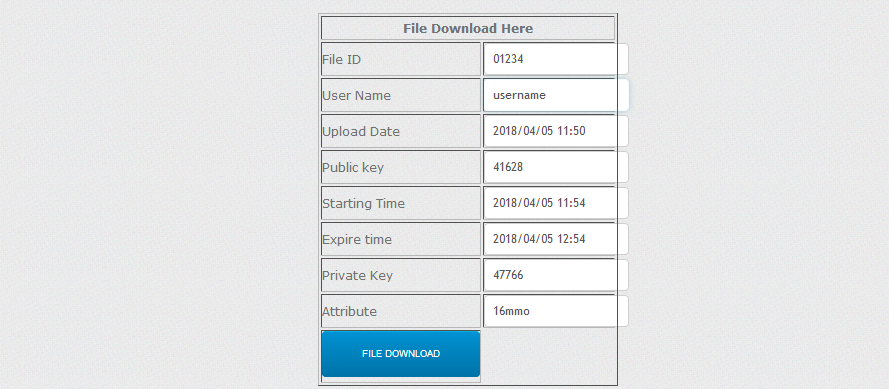 File Download Here
File ID 01234
User Name username
Upload Date 2018/04/05 11:50
Public key 41628
Starting Time 2018/04/05 11:54
Expire time 2018/04/05 12:54
Private Key 47766
Attribute 16mmo
FILE DOWNLOAD